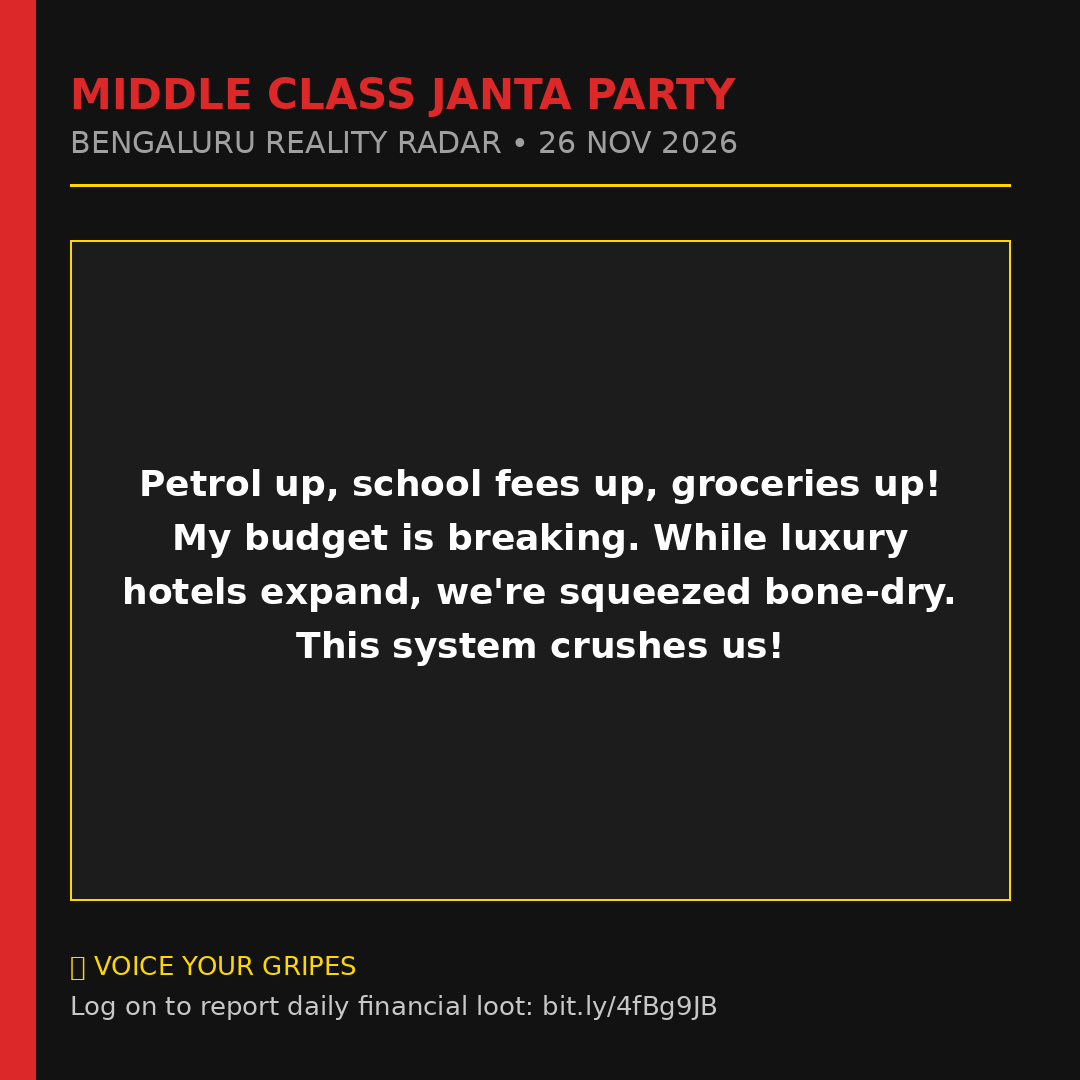 MIDDLE CLASS JANTA PARTY
BENGALURU REALITY RADAR • 26 NOV 2026
Petrol up, school fees up, groceries up!
My budget is breaking. While luxury
hotels expand, we're squeezed bone-dry.
This system crushes us!
VOICE YOUR GRIPES
Log on to report daily financial loot: bit.ly/4fBg9JB